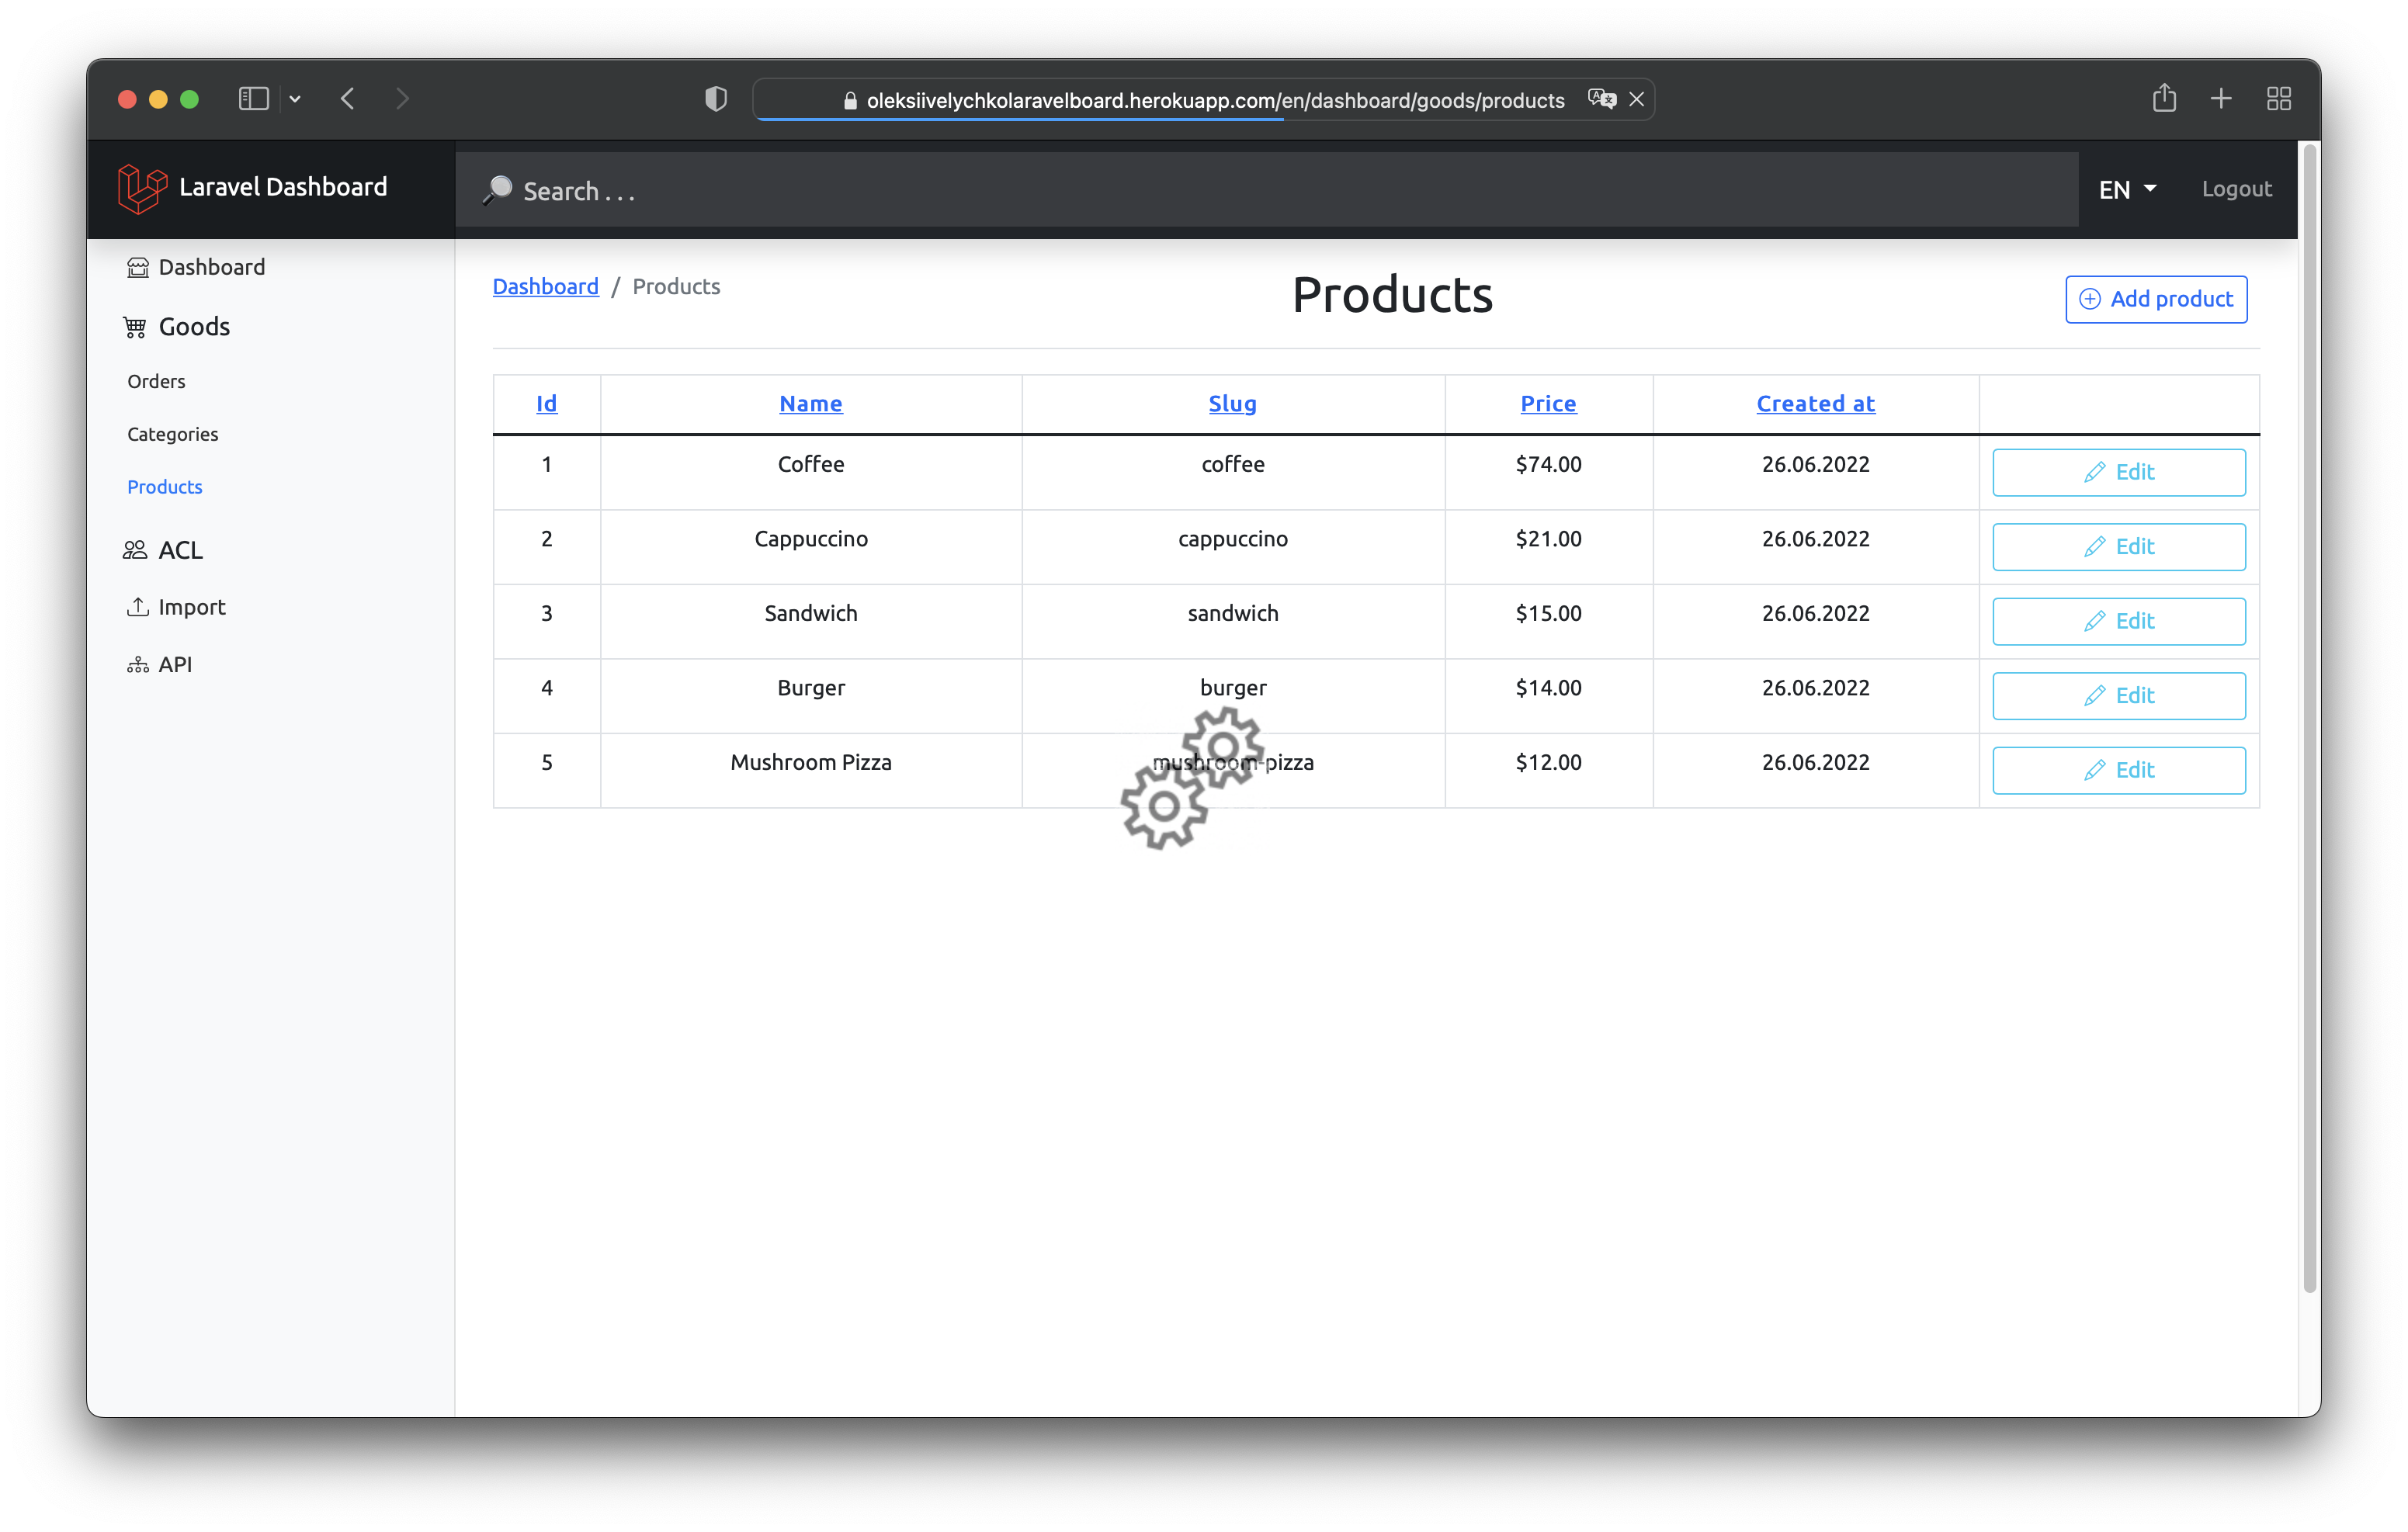 oleksiivelychkolaravelboard.herokuapp.com/en/dashboard/goods/products
Laravel Dashboard
Search . . .
EN
Logout
Dashboard
Goods
Orders
Categories
Products
ACL
Import
API
Dashboard / Products
Products
Add product
Id Name Slug Price Created at
1 Coffee coffee $74.00 26.06.2022 Edit
2 Cappuccino cappuccino $21.00 26.06.2022 Edit
3 Sandwich sandwich $15.00 26.06.2022 Edit
4 Burger burger $14.00 26.06.2022 Edit
5 Mushroom Pizza mushroom-pizza $12.00 26.06.2022 Edit